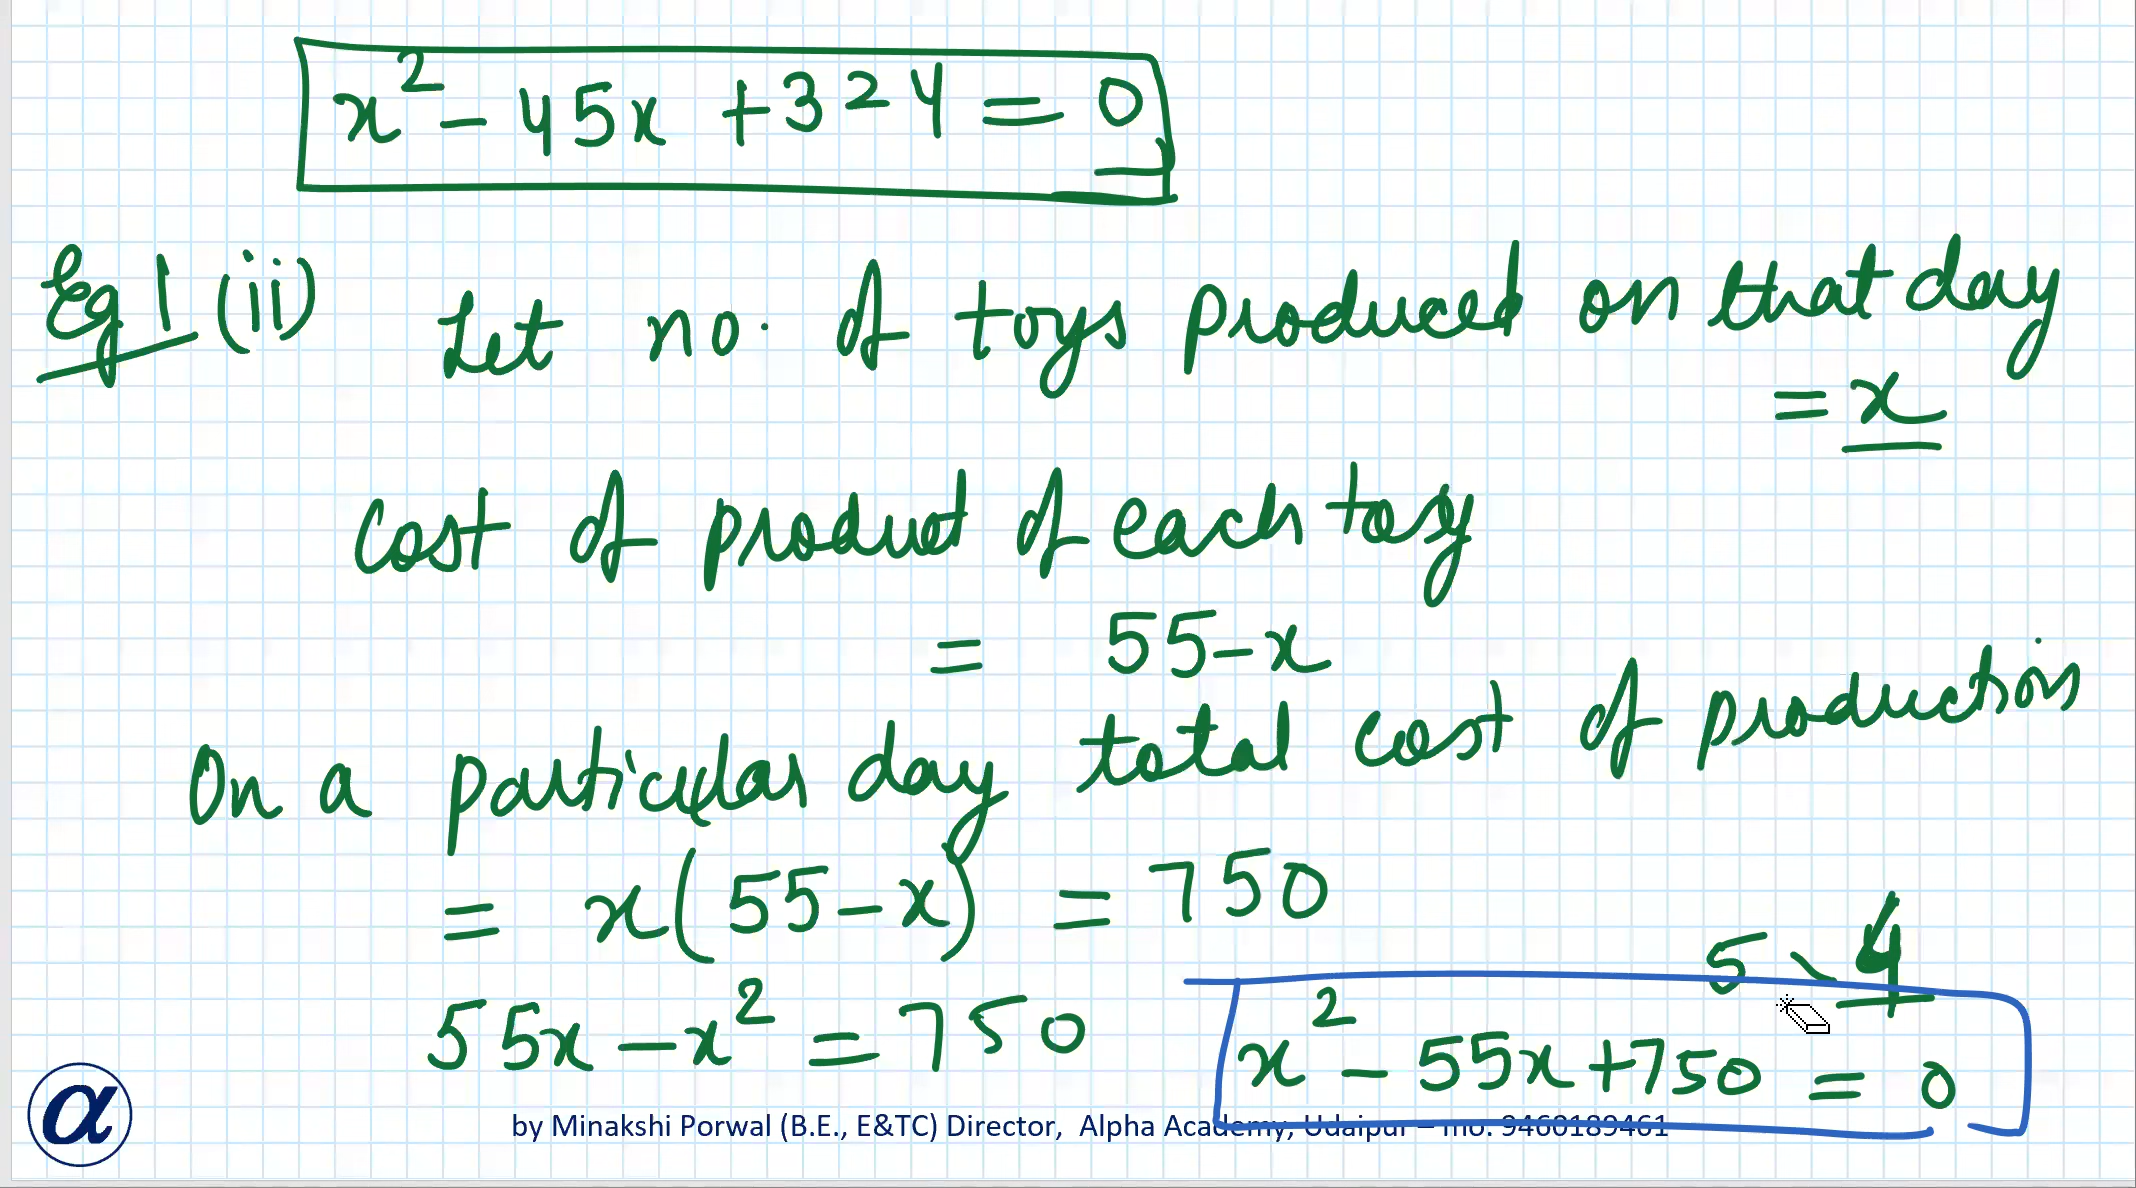 x² - 45x + 324 = 0
Eg 1 (ii) Let no. of toys produced on that day
= x
Cost of product of each toy
= 55-x
On a particular day total cost of production
= x(55-x) = 750
5 4
55x - x² = 750
x² - 55x + 750 = 0
α
by Minakshi Porwal (B.E., E&TC) Director, Alpha Academy, Udaipur – mo. 9460189461